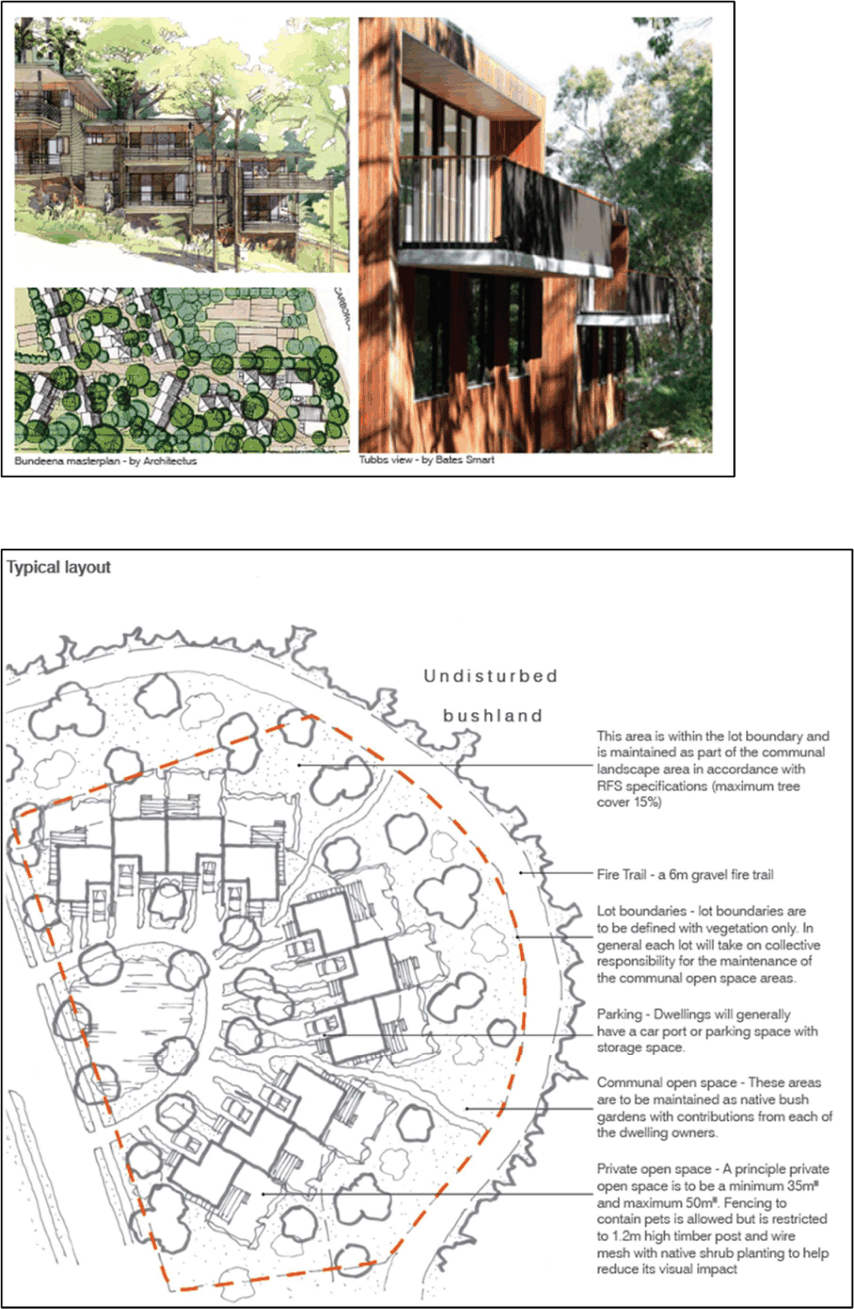 CARBORO
Bundeena masterplan - by Architectus
Tubbs view - by Bates Smart
Typical layout
Undisturbed
bushland
This area is within the lot boundary and
is maintained as part of the communal
landscape area in accordance with
RFS specifications (maximum tree
cover 15%)
Fire Trail - a 6m gravel fire trail
Lot boundaries - lot boundaries are
to be defined with vegetation only. In
general each lot will take on collective
responsibility for the maintenance of
the communal open space areas.
Parking - Dwellings will generally
have a car port or parking space with
storage space.
Communal open space - These areas
are to be maintained as native bush
gardens with contributions from each of
the dwelling owners.
Private open space - A principle private
open space is to be a minimum 35m²
and maximum 50m². Fencing to
contain pets is allowed but is restricted
to 1.2m high timber post and wire
mesh with native shrub planting to help
reduce its visual impact